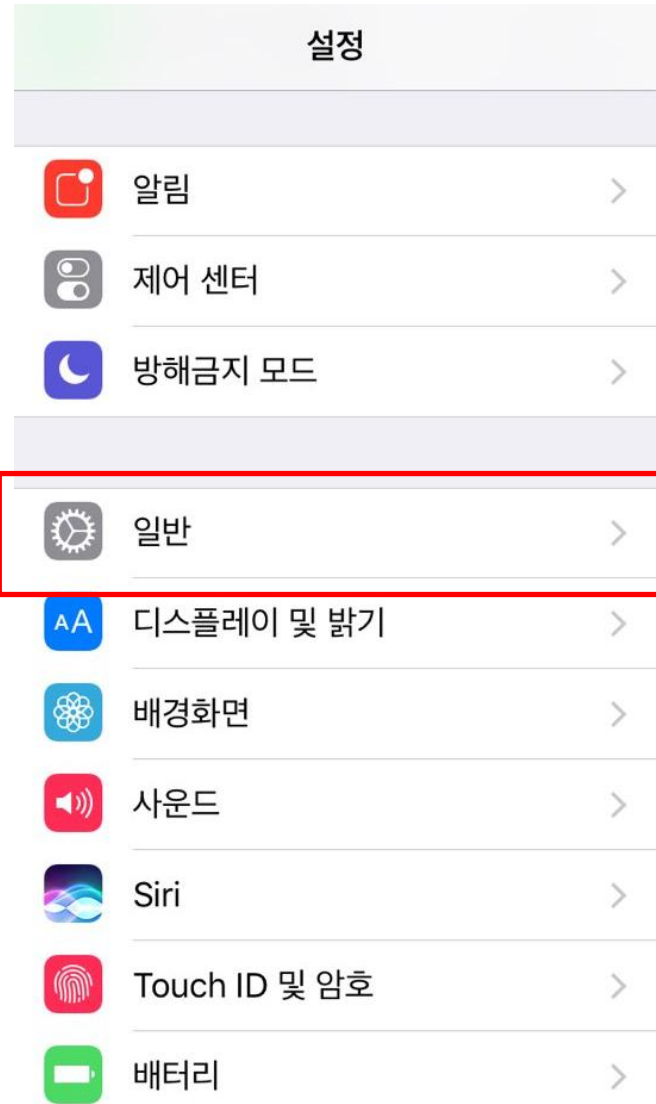 설정
알림
제어 센터
방해금지 모드
일반
AA 디스플레이 및 밝기
배경화면
사운드
Siri
Touch ID 및 암호
배터리